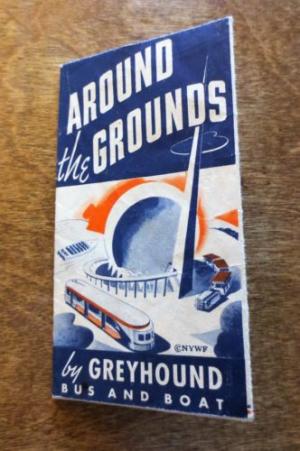 AROUND
the GROUNDS
©NYWF
by GREYHOUND
BUS AND BOAT